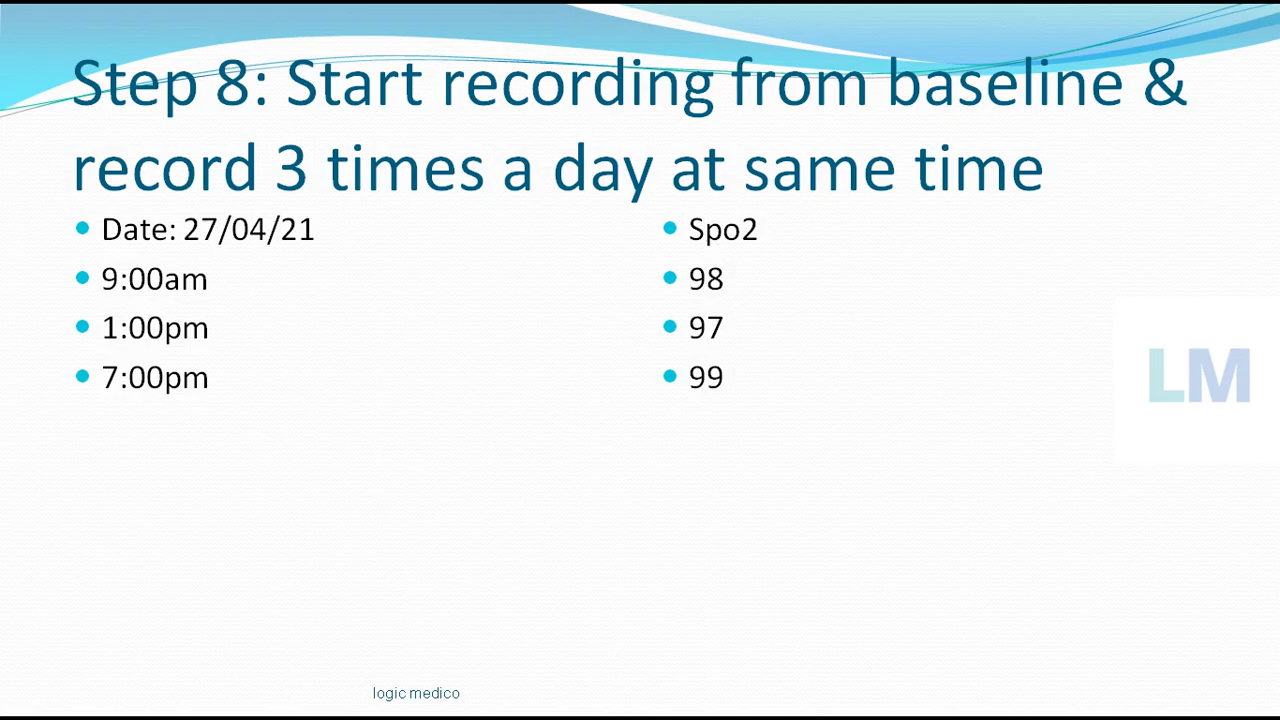 Step 8: Start recording from baseline &
record 3 times a day at same time
Date: 27/04/21
9:00am
1:00pm
7:00pm
Spo2
98
97
99
LM
logic medico